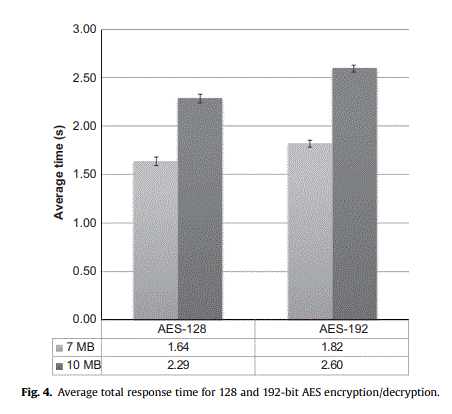 3.00
2.50
2.00
1.50
1.00
0.50
0.00
Average time (s)
AES-128 AES-192
7 MB 1.64 1.82
10 MB 2.29 2.60
Fig. 4. Average total response time for 128 and 192-bit AES encryption/decryption.